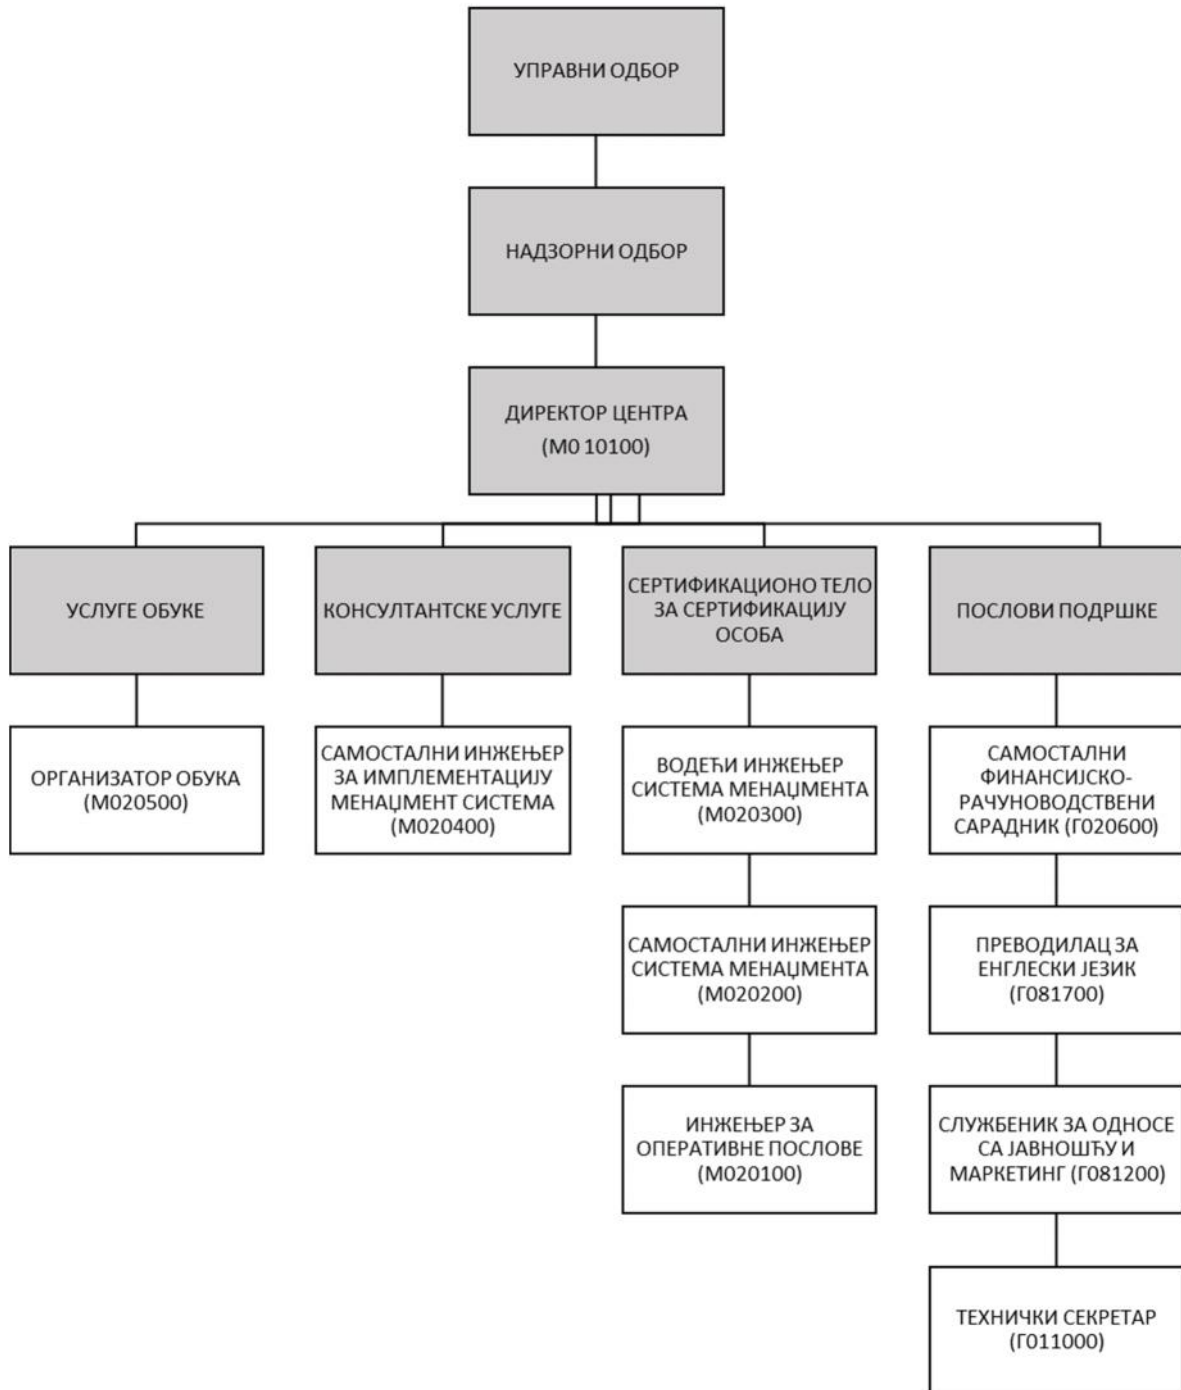 УПРАВНИ ОДБОР
НАДЗОРНИ ОДБОР
ДИРЕКТОР ЦЕНТРА
(М0 10100)
УСЛУГЕ ОБУКЕ
КОНСУЛТАНТСКЕ УСЛУГЕ
СЕРТИФИКАЦИОНО ТЕЛО
ЗА СЕРТИФИКАЦИЈУ
ОСОБА
ПОСЛОВИ ПОДРШКЕ
ОРГАНИЗАТОР ОБУКА
(М020500)
САМОСТАЛНИ ИНЖЕЊЕР
ЗА ИМПЛЕМЕНТАЦИЈУ
МЕНАЏМЕНТ СИСТЕМА
(М020400)
ВОДЕЋИ ИНЖЕЊЕР
СИСТЕМА МЕНАЏМЕНТА
(М020300)
САМОСТАЛНИ
ФИНАНСИЈСКО-
РАЧУНОВОДСТВЕНИ
САРАДНИК (Г020600)
САМОСТАЛНИ ИНЖЕЊЕР
СИСТЕМА МЕНАЏМЕНТА
(М020200)
ПРЕВОДИЛАЦ ЗА
ЕНГЛЕСКИ ЈЕЗИК
(Г081700)
ИНЖЕЊЕР ЗА
ОПЕРАТИВНЕ ПОСЛОВЕ
(М020100)
СЛУЖБЕНИК ЗА ОДНОСЕ
СА ЈАВНОШЋУ И
МАРКЕТИНГ (Г081200)
ТЕХНИЧКИ СЕКРЕТАР
(Г011000)